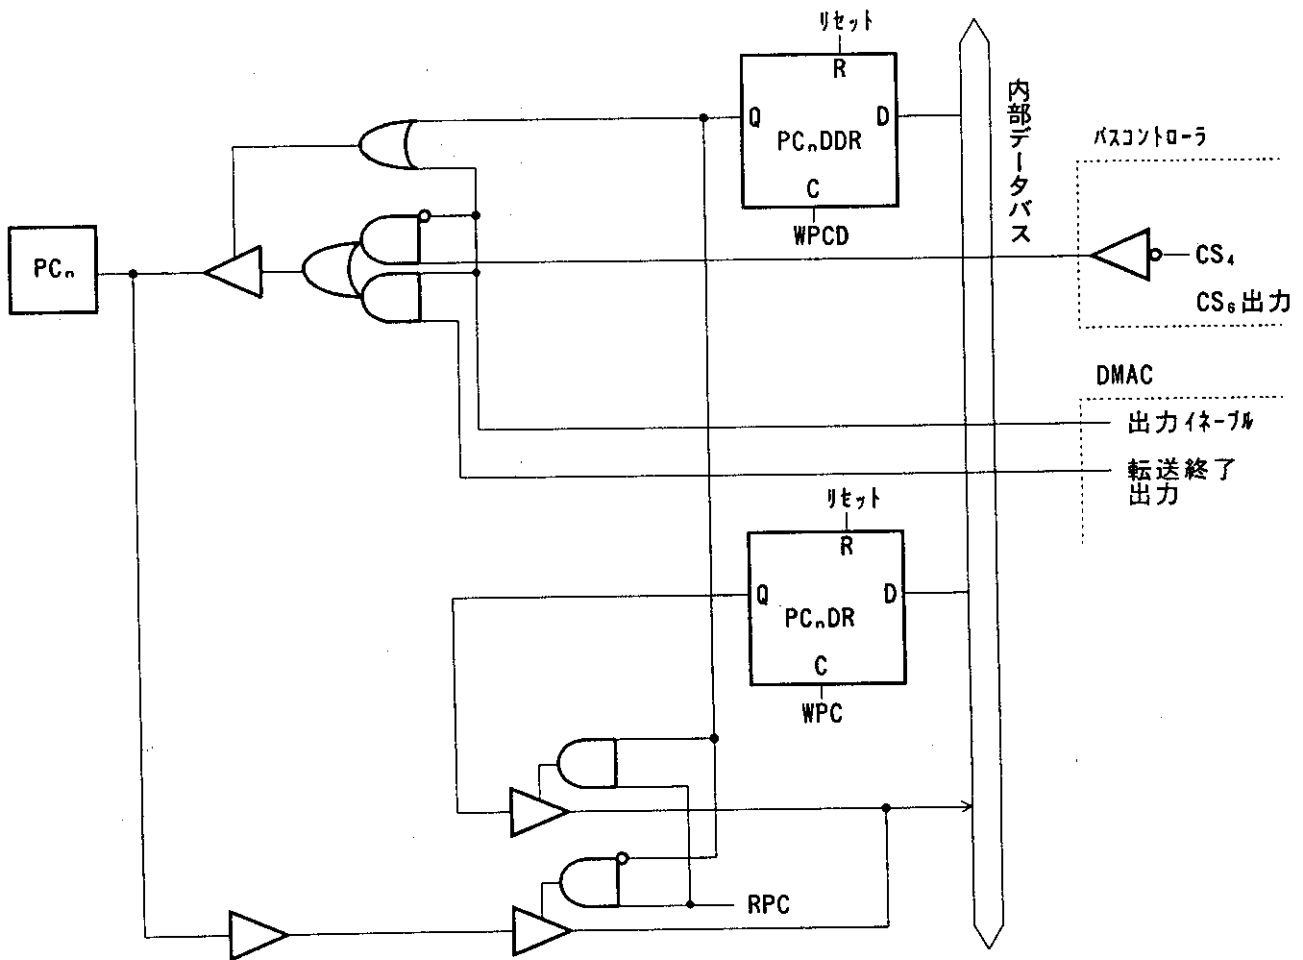 リセット
R
Q
D
PCnDDR
C
WPCD
内部データバス
バスコントローラ
CS₄
CS₆出力
PCn
DMAC
出力イネーブル
転送終了
出力
リセット
R
Q
D
PCnDR
C
WPC
RPC